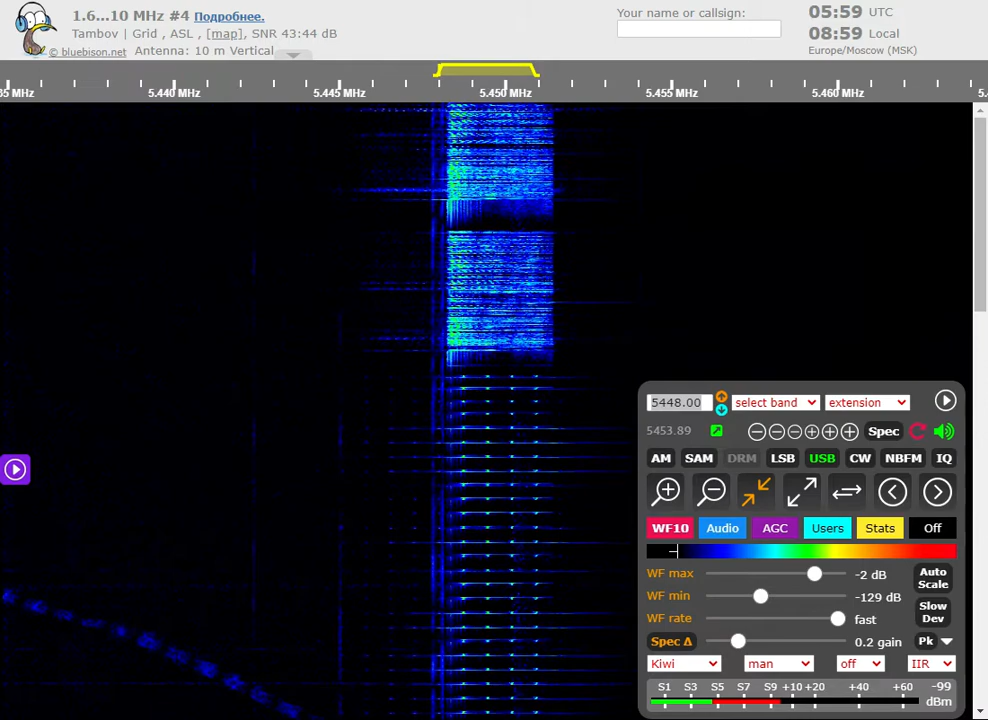 1.6...10 MHz #4 Подробнее.
Tambov | Grid , ASL , [map], SNR 43:44 dB
© bluebison.net Antenna: 10 m Vertical
Your name or callsign:
05:59 UTC
08:59 Local
Europe/Moscow (MSK)
35 MHz 5.440 MHz 5.445 MHz 5.450 MHz 5.455 MHz 5.460 MHz 5.4
5448.00 select band extension
5453.89 Spec
AM SAM DRM LSB USB CW NBFM IQ
WF10 Audio AGC Users Stats Off
WF max -2 dB Auto Scale
WF min -129 dB
WF rate fast Slow Dev
Spec Δ 0.2 gain Pk
Kiwi man off IIR
S1 S3 S5 S7 S9 +10 +20 +40 +60 -99 dBm